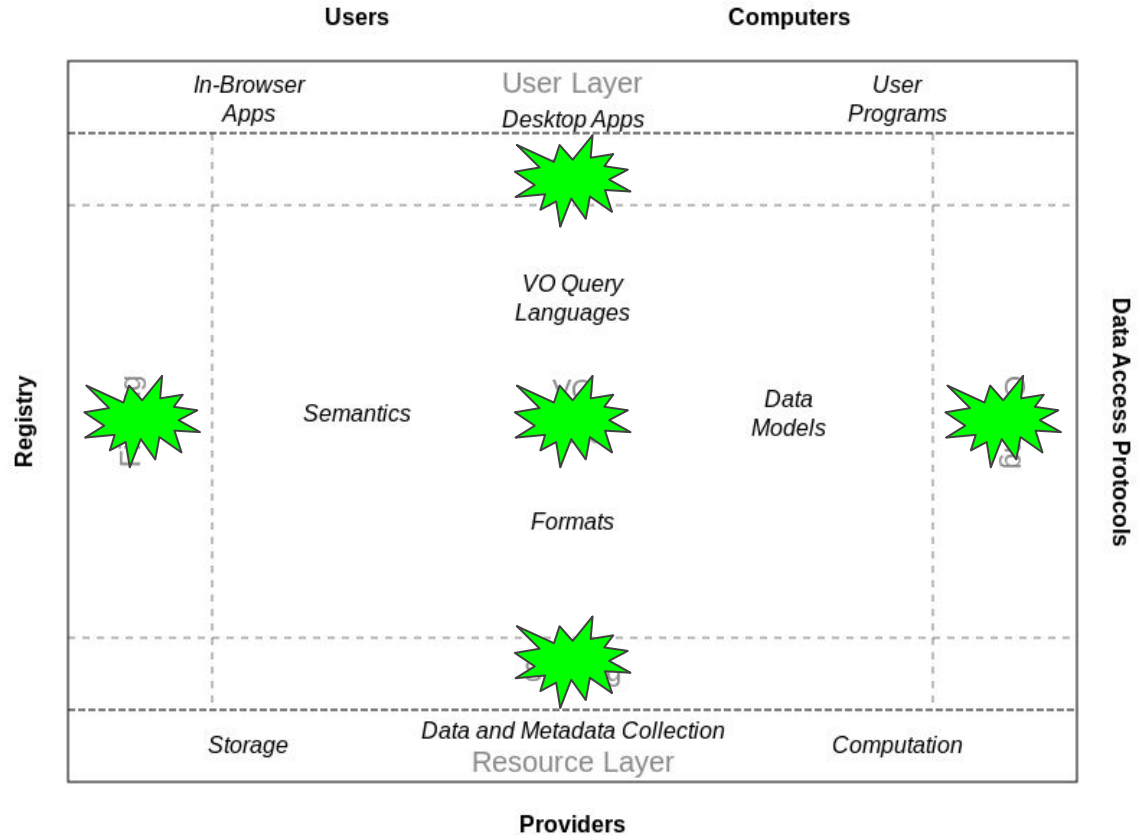 Users
Computers
In-Browser
Apps
User Layer
Desktop Apps
User
Programs
VO Query
Languages
Registry
Semantics
Data
Models
Data Access Protocols
Formats
Storage
Data and Metadata Collection
Resource Layer
Computation
Providers